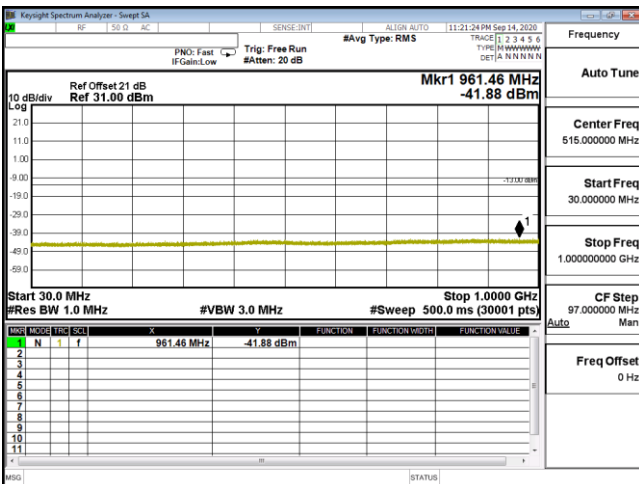 Keysight Spectrum Analyzer - Swept SA
RF 50 Ω AC SENSE:INT ALIGN AUTO 11:21:24 PM Sep 14, 2020
#Avg Type: RMS TRACE 1 2 3 4 5 6
PNO: Fast Trig: Free Run TYPE M WWWWW
IFGain:Low #Atten: 20 dB DET A N N N N N
Mkr1 961.46 MHz
Ref Offset 21 dB
10 dB/div Ref 31.00 dBm -41.88 dBm
Log
21.0
11.0
1.00
-9.00
-13.00 dBm
-19.0
-29.0
1
-39.0
-49.0
-59.0
Start 30.0 MHz Stop 1.0000 GHz
#Res BW 1.0 MHz #VBW 3.0 MHz #Sweep 500.0 ms (30001 pts)
MKR MODE TRC SCL X Y FUNCTION FUNCTION WIDTH FUNCTION VALUE
1 N 1 f 961.46 MHz -41.88 dBm
2
3
4
5
6
7
8
9
10
11
MSG STATUS
Frequency
Auto Tune
Center Freq
515.000000 MHz
Start Freq
30.000000 MHz
Stop Freq
1.000000000 GHz
CF Step
97.000000 MHz
Auto Man
Freq Offset
0 Hz